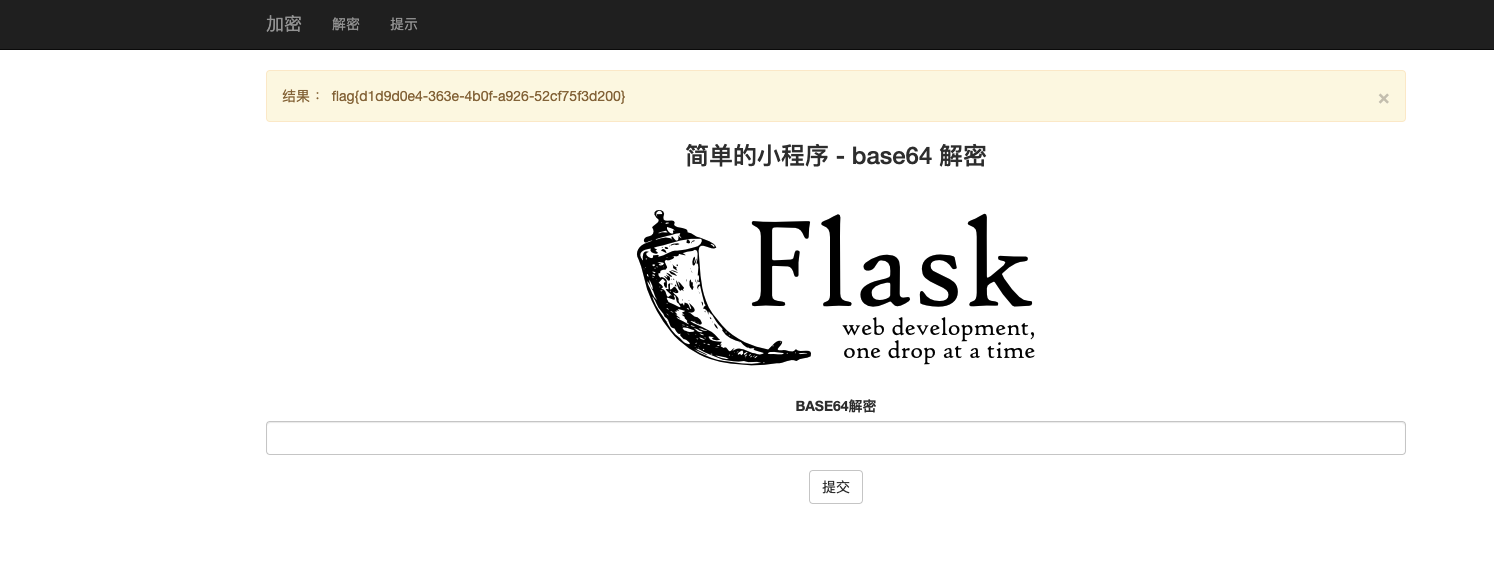 加密 解密 提示
结果 ： flag{d1d9d0e4-363e-4b0f-a926-52cf75f3d200} ×
简单的小程序 - base64 解密
Flask
web development,
one drop at a time
BASE64解密
提交